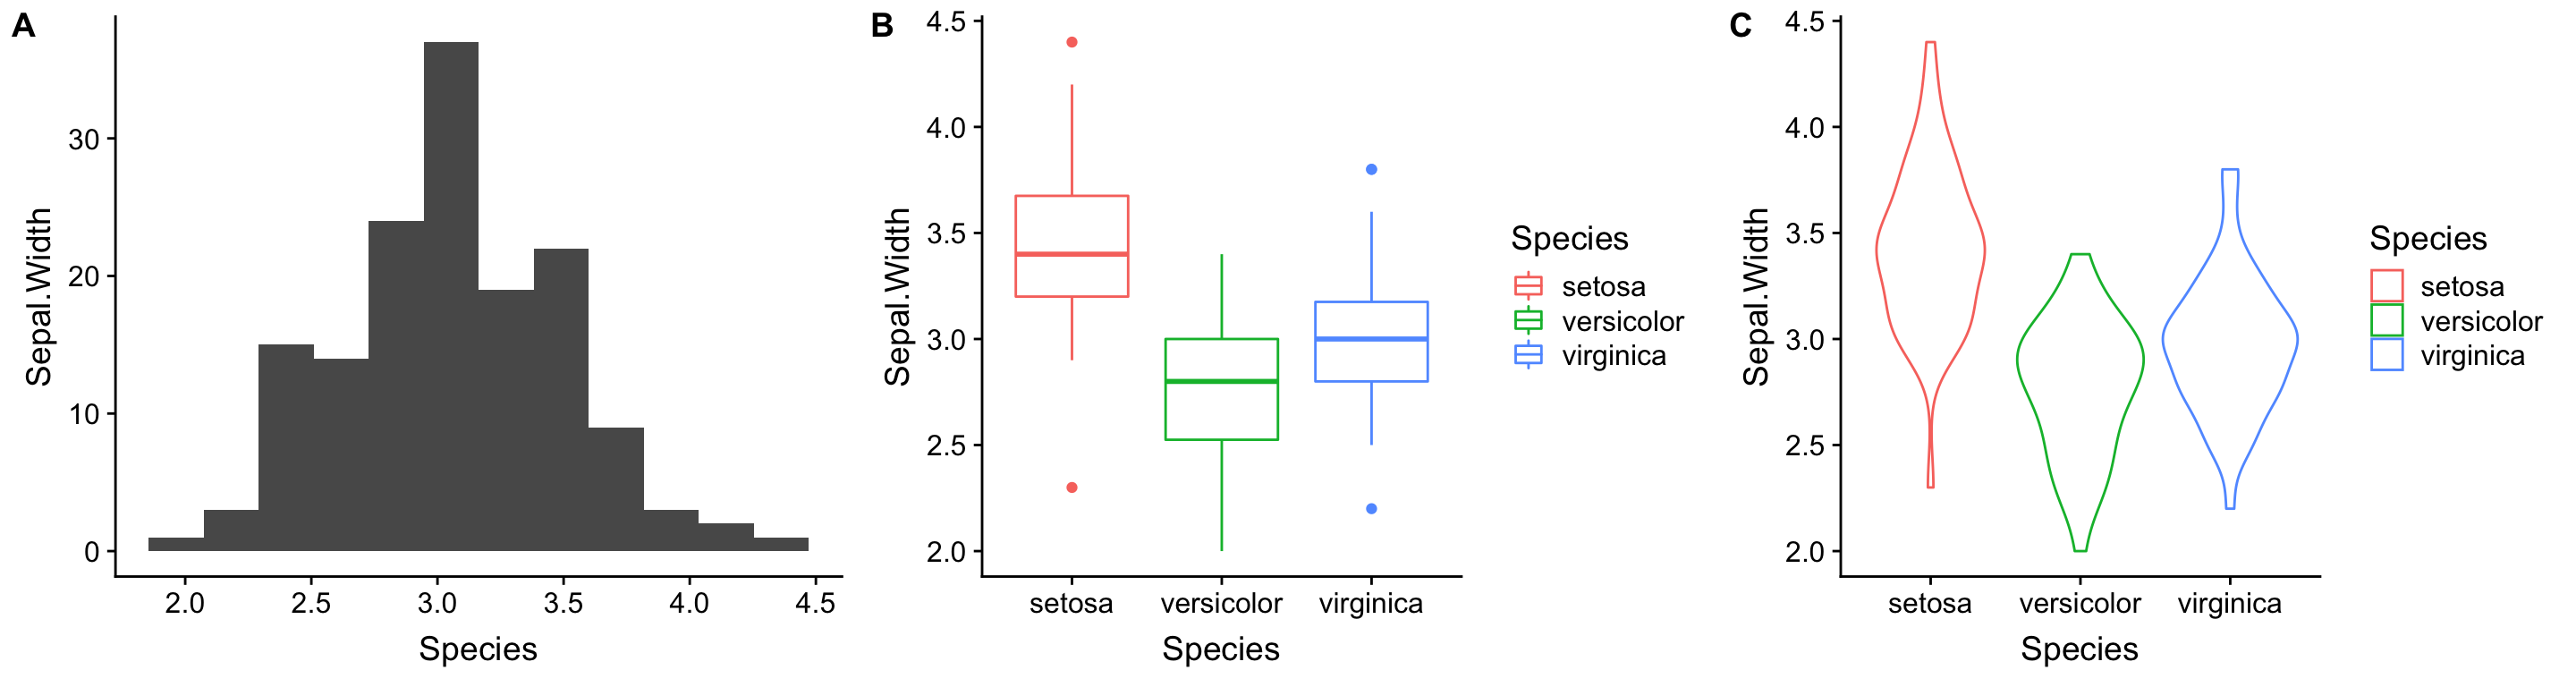 A
Sepal.Width
30
20
10
0
2.0 2.5 3.0 3.5 4.0 4.5
Species
B
Sepal.Width
4.5
4.0
3.5
3.0
2.5
2.0
setosa versicolor virginica
Species
Species
setosa
versicolor
virginica
C
Sepal.Width
4.5
4.0
3.5
3.0
2.5
2.0
setosa versicolor virginica
Species
Species
setosa
versicolor
virginica